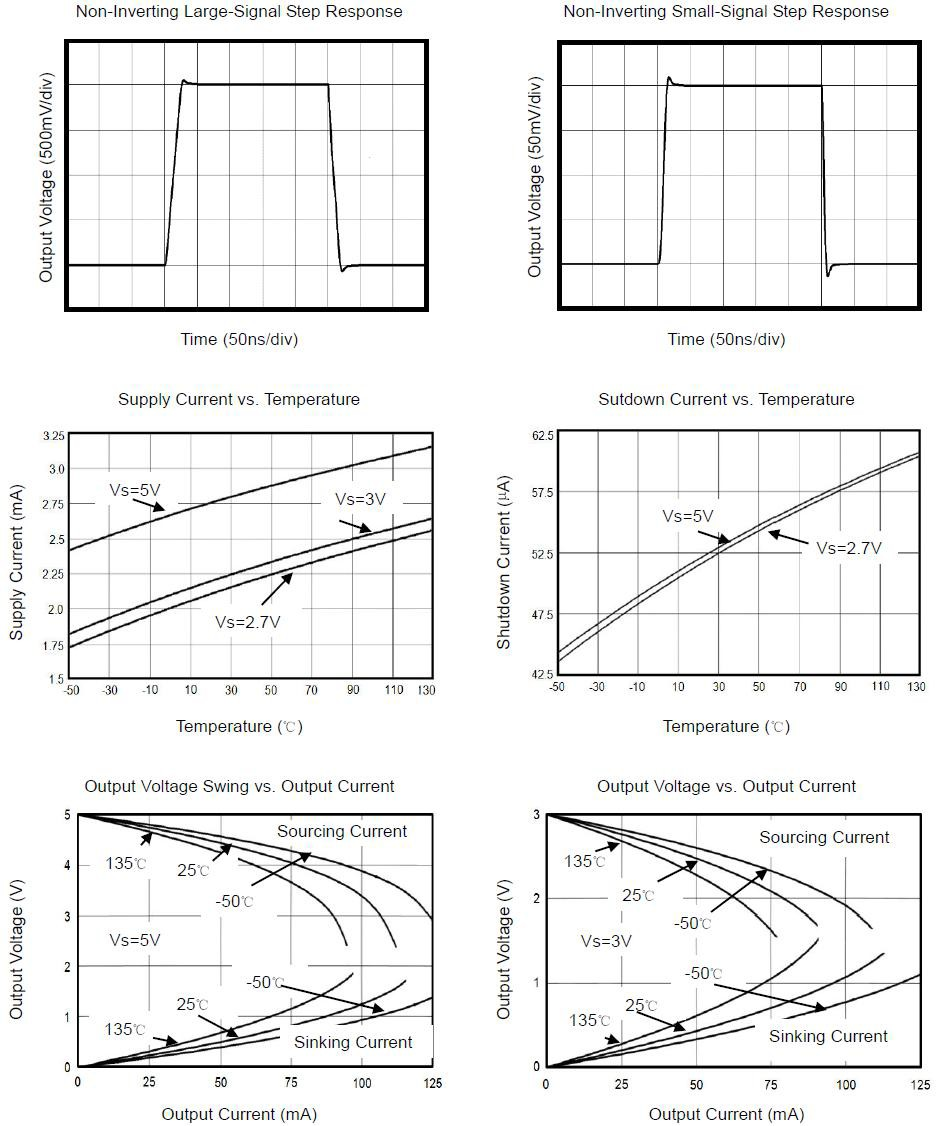 Non-Inverting Large-Signal Step Response
Output Voltage (500mV/div)
Time (50ns/div)
Non-Inverting Small-Signal Step Response
Output Voltage (50mV/div)
Time (50ns/div)
Supply Current vs. Temperature
Supply Current (mA)
3.25
3.0
2.75
2.5
2.25
2.0
1.75
1.5
Vs=5V
Vs=3V
Vs=2.7V
-50 -30 -10 10 30 50 70 90 110 130
Temperature (℃)
Sutdown Current vs. Temperature
Shutdown Current (μA)
62.5
57.5
52.5
47.5
42.5
Vs=5V
Vs=2.7V
-50 -30 -10 10 30 50 70 90 110 130
Temperature (℃)
Output Voltage Swing vs. Output Current
Output Voltage (V)
5
4
3
2
1
0
Sourcing Current
135℃
25℃
-50℃
Vs=5V
-50℃
25℃
135℃
Sinking Current
0 25 50 75 100 125
Output Current (mA)
Output Voltage vs. Output Current
Output Voltage (V)
3
2
1
0
Sourcing Current
135℃
25℃
-50℃
Vs=3V
-50℃
25℃
135℃
Sinking Current
0 25 50 75 100 125
Output Current (mA)